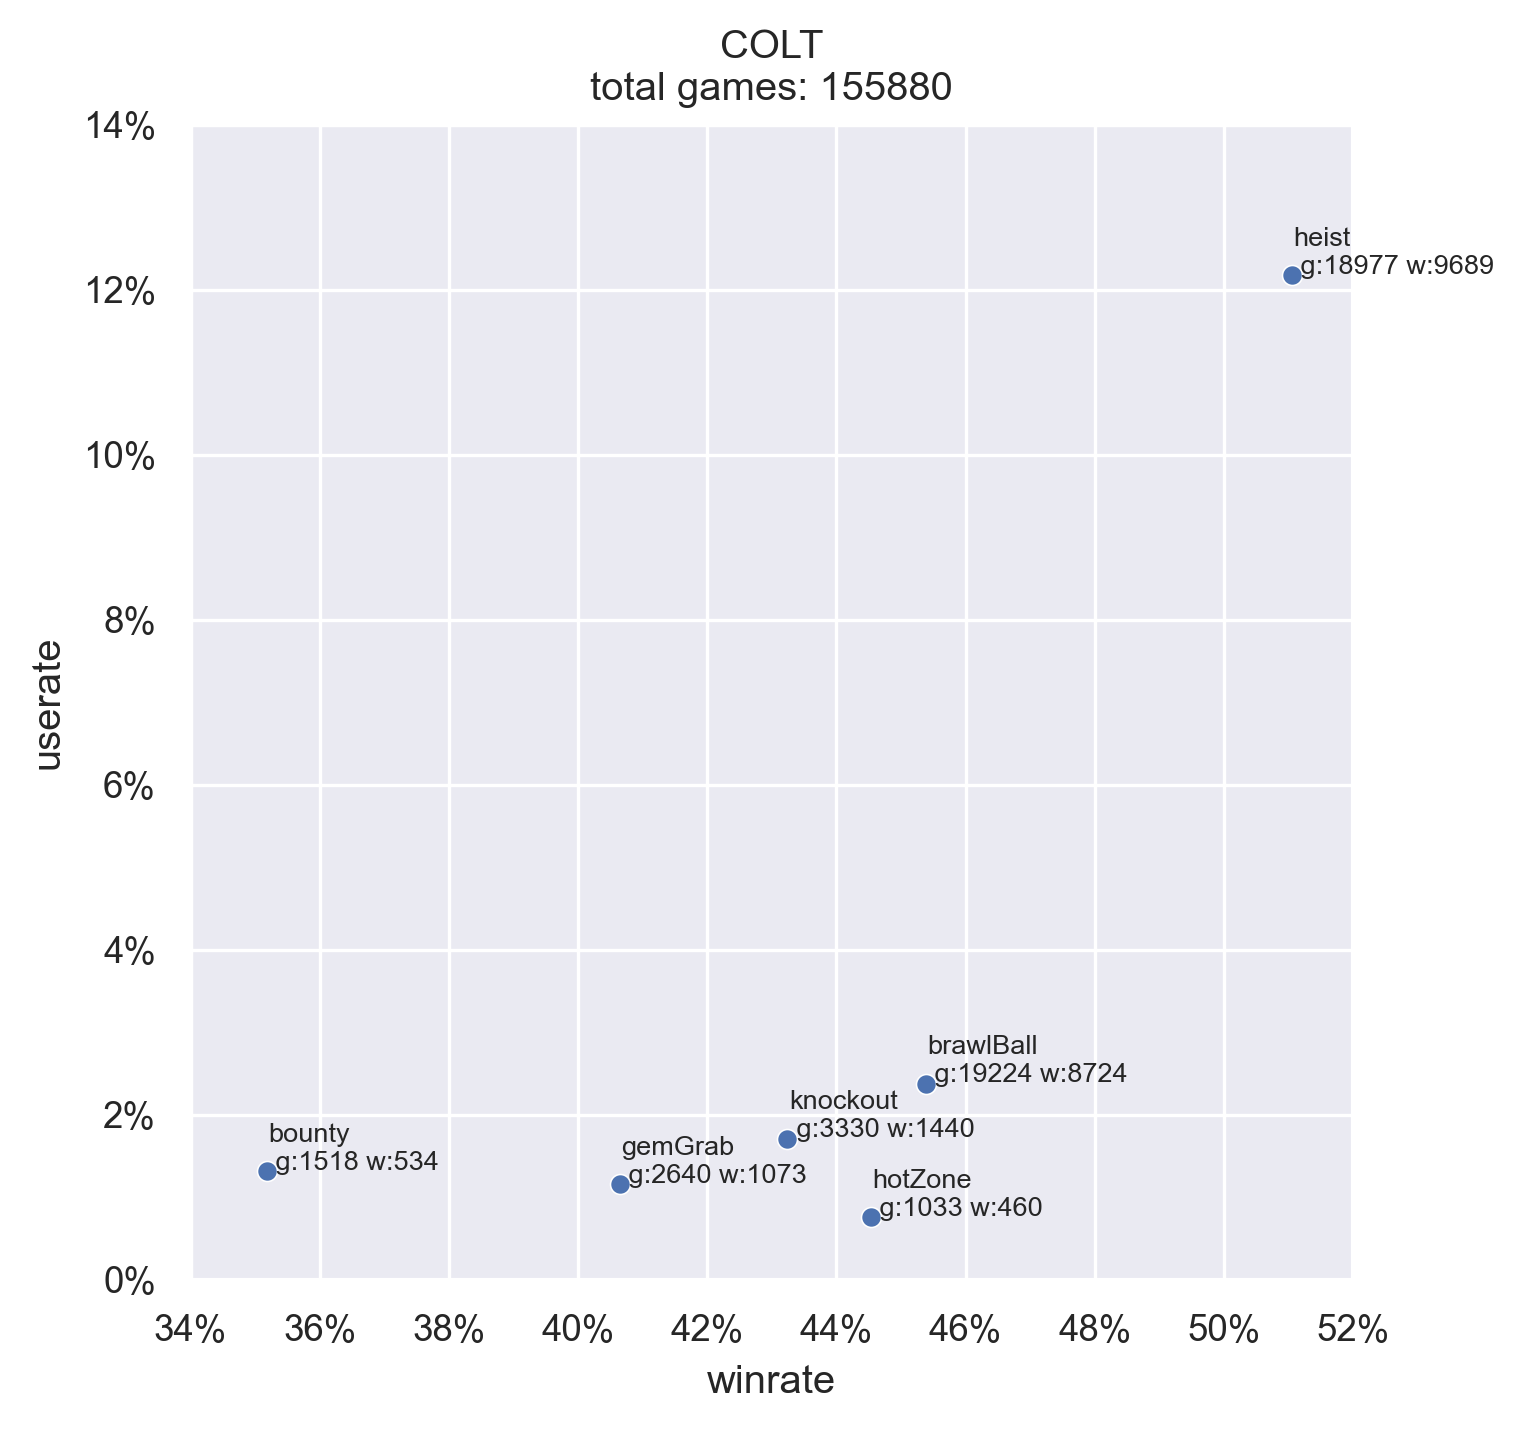 COLT
total games: 155880
14%
12%
10%
8%
6%
4%
2%
0%
userate
heist
g:18977 w:9689
brawlBall
g:19224 w:8724
knockout
g:3330 w:1440
bounty
g:1518 w:534
gemGrab
g:2640 w:1073
hotZone
g:1033 w:460
34% 36% 38% 40% 42% 44% 46% 48% 50% 52%
winrate